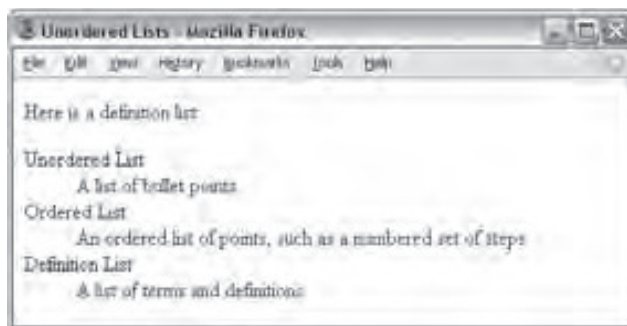 Unordered Lists - Mozilla Firefox
File Edit View History Bookmarks Tools Help
Here is a definition list
Unordered List
A list of bullet points
Ordered List
An ordered list of points, such as a numbered set of steps
Definition List
A list of terms and definitions